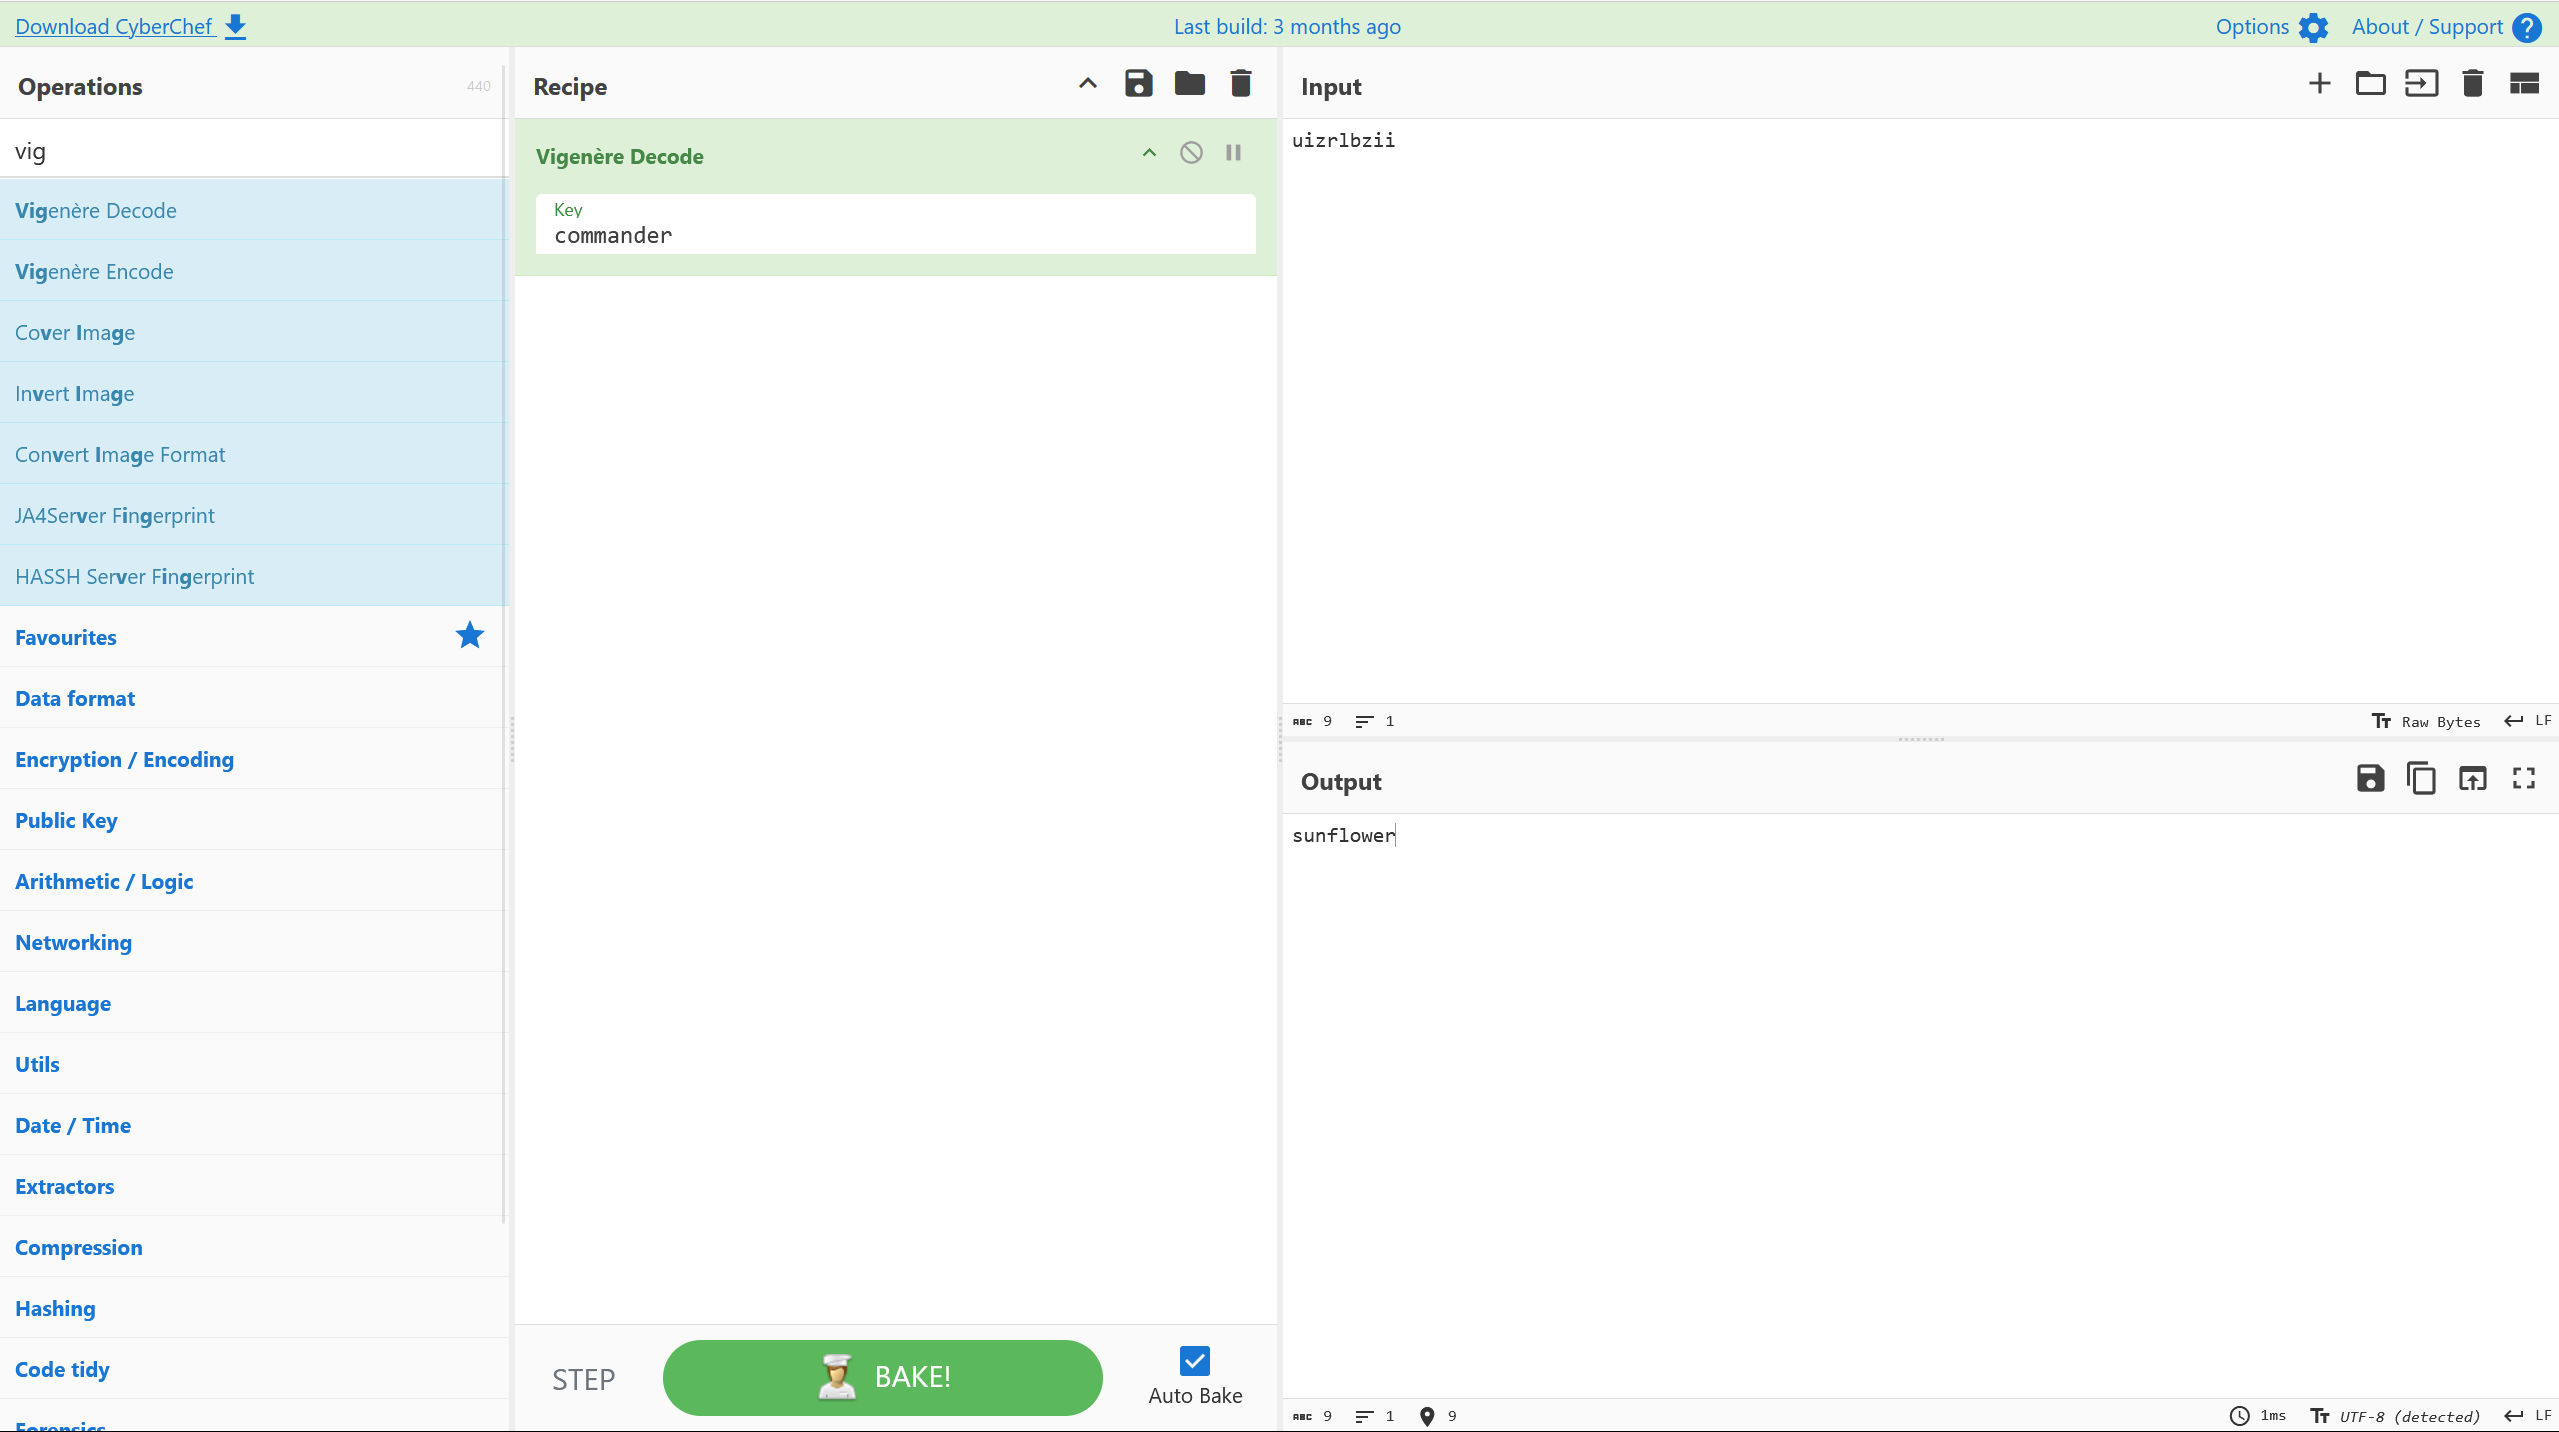 Download CyberChef
Last build: 3 months ago
Options
About / Support
Operations
440
vig
Vigenère Decode
Vigenère Encode
Cover Image
Invert Image
Convert Image Format
JA4Server Fingerprint
HASSH Server Fingerprint
Favourites
Data format
Encryption / Encoding
Public Key
Arithmetic / Logic
Networking
Language
Utils
Date / Time
Extractors
Compression
Hashing
Code tidy
Forensics
Recipe
Vigenère Decode
Key
commander
STEP
BAKE!
Auto Bake
Input
uizrlbzii
ABC 9 1
Raw Bytes LF
Output
sunflower
ABC 9 1 9
1ms UTF-8 (detected) LF